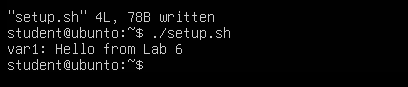 "setup.sh" 4L, 78B written
student@ubunto:~$ ./setup.sh
var1: Hello from Lab 6
student@ubunto:~$